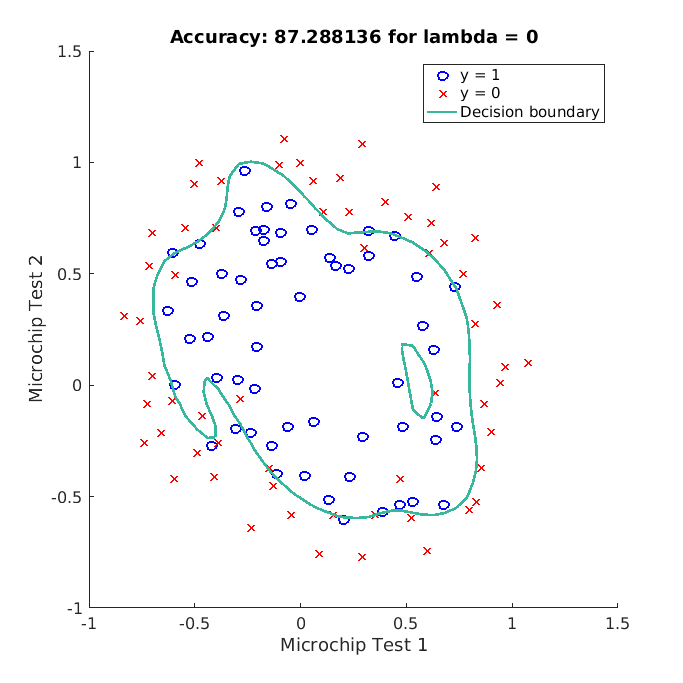 Accuracy: 87.288136 for lambda = 0
y = 1
y = 0
Decision boundary
1.5
1
0.5
0
-0.5
-1
Microchip Test 2
-1
-0.5
0
0.5
1
1.5
Microchip Test 1